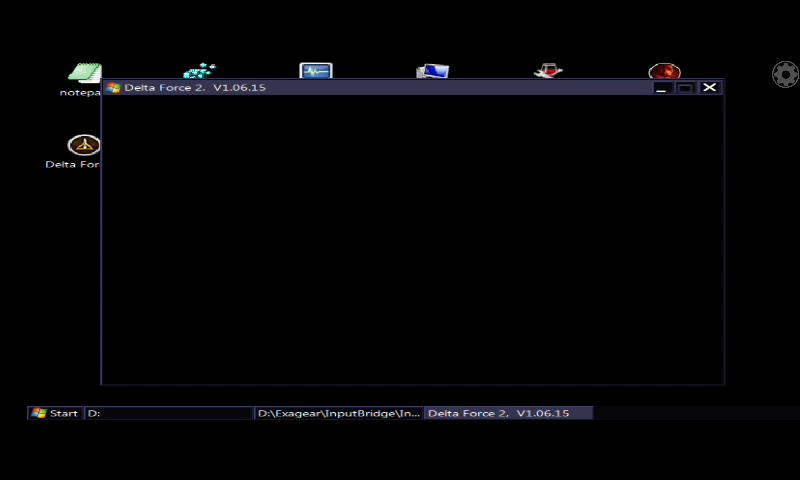 notepa
Delta Force 2,  V1.06.15
Delta For
Start
D:
D:\Exagear\InputBridge\In...
Delta Force 2,  V1.06.15